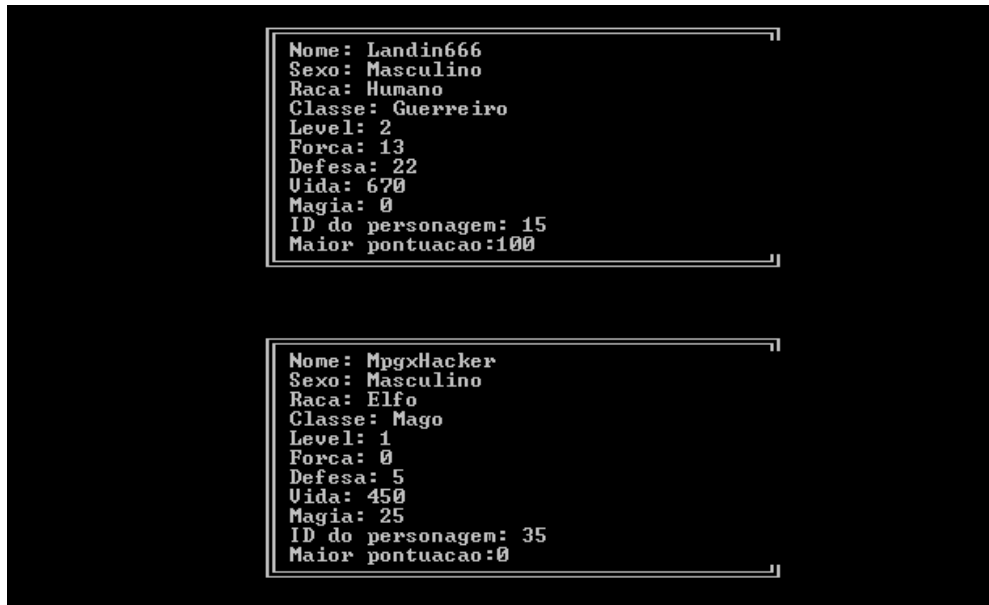 Nome: Landin666
Sexo: Masculino
Raca: Humano
Classe: Guerreiro
Level: 2
Forca: 13
Defesa: 22
Vida: 670
Magia: 0
ID do personagem: 15
Maior pontuacao:100
Nome: MpgxHacker
Sexo: Masculino
Raca: Elfo
Classe: Mago
Level: 1
Forca: 0
Defesa: 5
Vida: 450
Magia: 25
ID do personagem: 35
Maior pontuacao:0